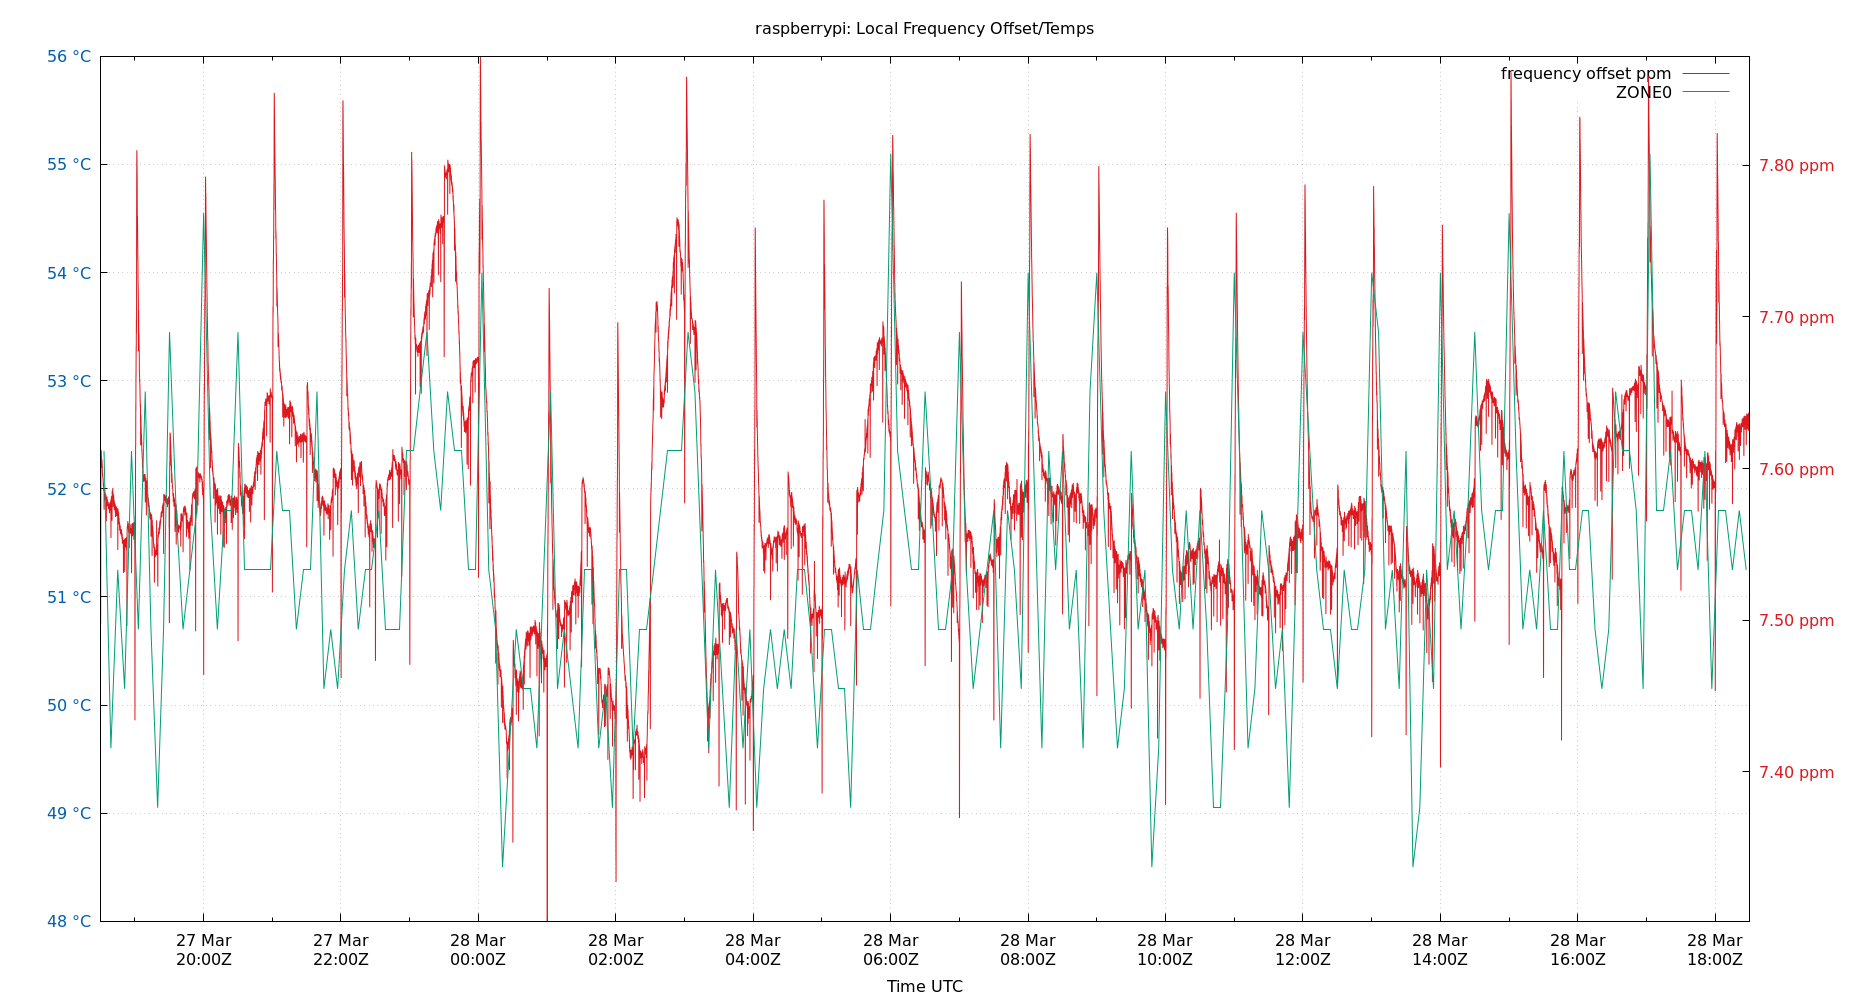 raspberrypi: Local Frequency Offset/Temps
frequency offset ppm
ZONE0
56 °C
55 °C
54 °C
53 °C
52 °C
51 °C
50 °C
49 °C
48 °C
7.80 ppm
7.70 ppm
7.60 ppm
7.50 ppm
7.40 ppm
27 Mar
20:00Z
27 Mar
22:00Z
28 Mar
00:00Z
28 Mar
02:00Z
28 Mar
04:00Z
28 Mar
06:00Z
28 Mar
08:00Z
28 Mar
10:00Z
28 Mar
12:00Z
28 Mar
14:00Z
28 Mar
16:00Z
28 Mar
18:00Z
Time UTC